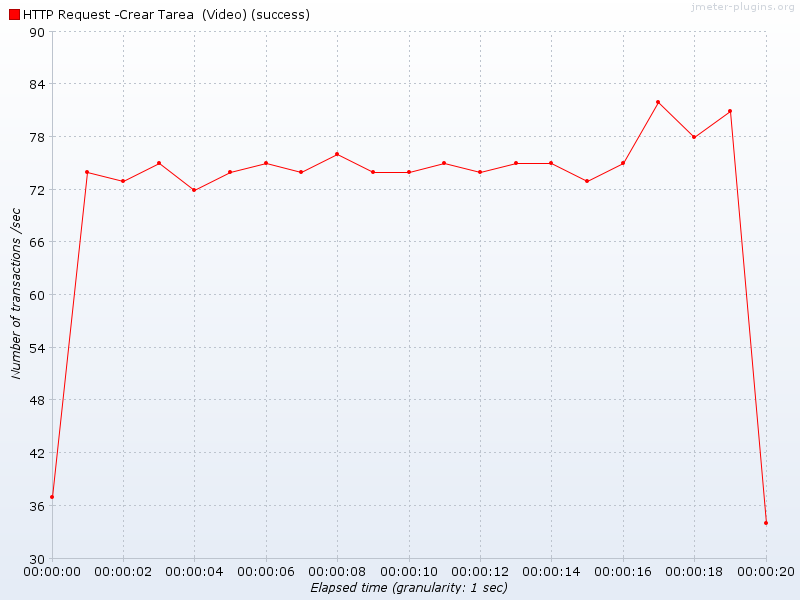 HTTP Request -Crear Tarea  (Video) (success)
jmeter-plugins.org
90
84
78
72
66
60
54
48
42
36
30
Number of transactions /sec
00:00:00 00:00:02 00:00:04 00:00:06 00:00:08 00:00:10 00:00:12 00:00:14 00:00:16 00:00:18 00:00:20
Elapsed time (granularity: 1 sec)